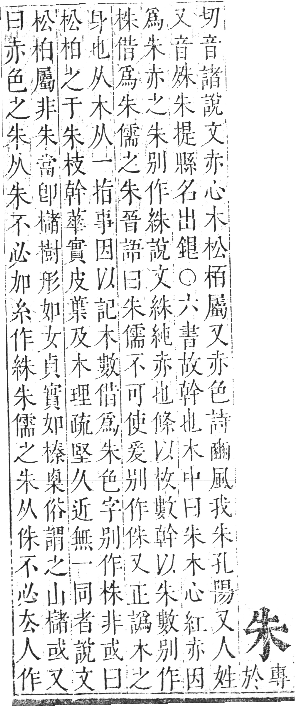 朱專於
切音諸說文赤心木松栢屬又赤色詩豳風我朱孔陽又人姓
又音殊朱提縣名出銀○六書故幹也木中曰朱木心紅赤因
爲朱赤之朱別作絑說文絑純赤也條以枚數幹以朱數別作
株借爲朱儒之朱晉語曰朱儒不可使爰別作侏又正譌木之
身也从木从一指事因以記木數借爲朱色字別作株非或曰
松柏之于朱枝幹華實皮葉及木理疏堅久近無一同者說文
松柏屬非朱當卽櫧樹形如女貞實如榛㮚俗謂之山櫧或又
曰赤色之朱从朱不必加糸作絑朱儒之朱从侏不必厺人作